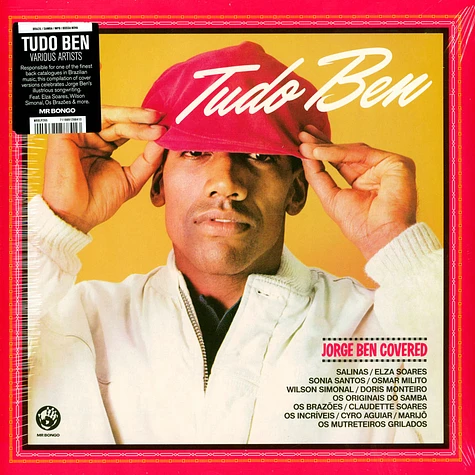 TUDO BEN
VARIOUS ARTISTS
Responsible for one of the finest
back catalogues in Brazilian
music, this compilation of cover
versions celebrates Jorge Ben's
illustrious songwriting.
Feat. Elza Soares, Wilson
Simonal, Os Brazões & more.
MR BONGO
Tudo Ben
JORGE BEN COVERED
SALINAS / ELZA SOARES
SONIA SANTOS / OSMAR MILITO
WILSON SIMONAL / DORIS MONTEIRO
OS ORIGINAIS DO SAMBA
OS BRAZÕES / CLAUDETTE SOARES
OS INCRÍVEIS / CYRO AGUIAR / MARIJÔ
OS MUTRETEIROS GRILADOS
MR BONGO